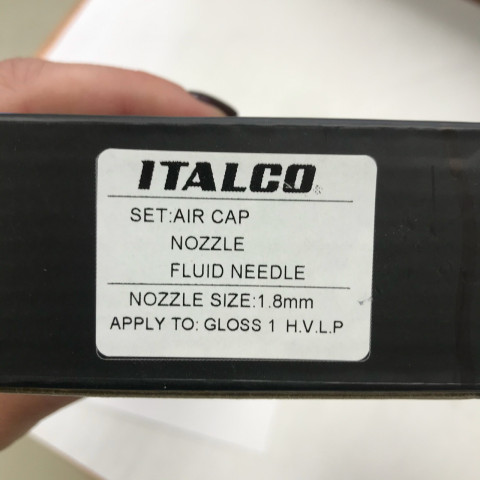 ITALCO
SET:AIR CAP
NOZZLE
FLUID NEEDLE
NOZZLE SIZE:1.8mm
APPLY TO: GLOSS 1 H.V.L.P